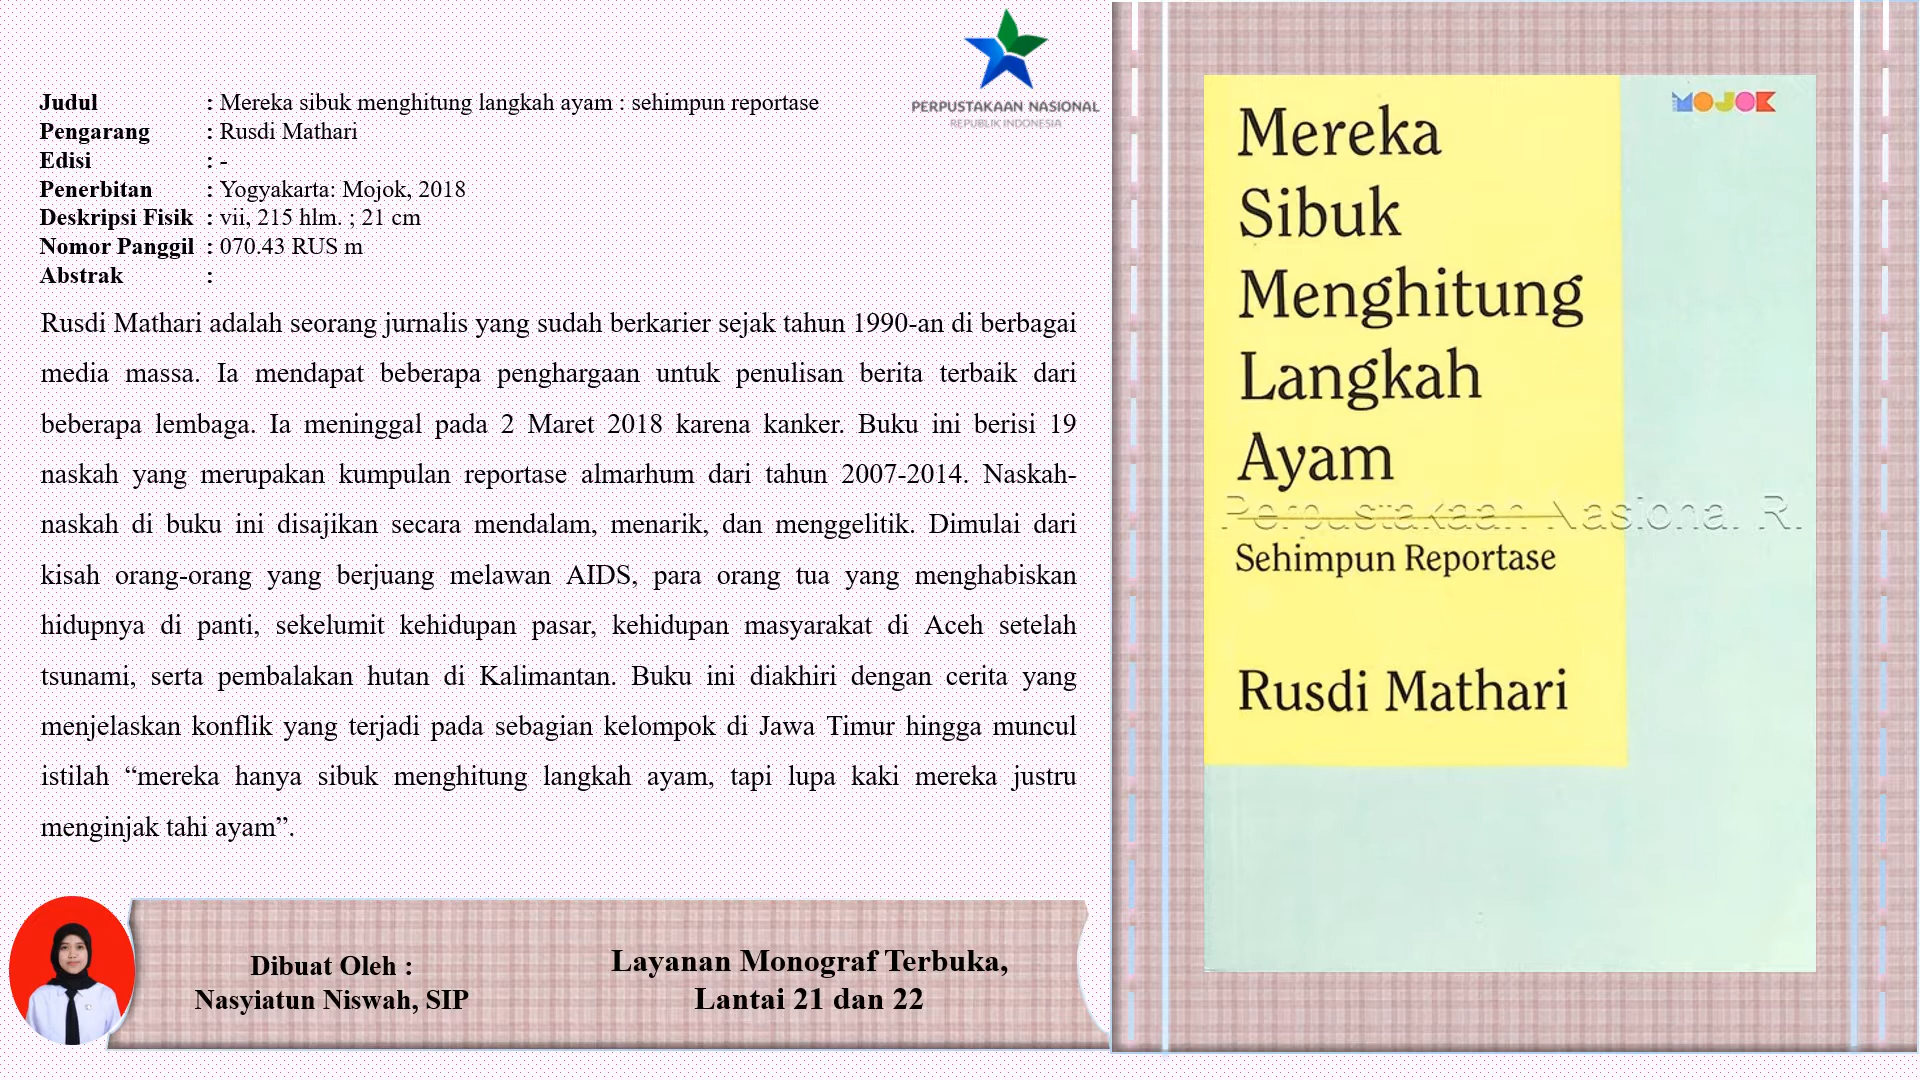 PERPUSTAKAAN NASIONAL
REPUBLIK INDONESIA
Judul : Mereka sibuk menghitung langkah ayam : sehimpun reportase
Pengarang : Rusdi Mathari
Edisi : -
Penerbitan : Yogyakarta: Mojok, 2018
Deskripsi Fisik : vii, 215 hlm. ; 21 cm
Nomor Panggil : 070.43 RUS m
Abstrak :
Rusdi Mathari adalah seorang jurnalis yang sudah berkarier sejak tahun 1990-an di berbagai
media massa. Ia mendapat beberapa penghargaan untuk penulisan berita terbaik dari
beberapa lembaga. Ia meninggal pada 2 Maret 2018 karena kanker. Buku ini berisi 19
naskah yang merupakan kumpulan reportase almarhum dari tahun 2007-2014. Naskah-
naskah di buku ini disajikan secara mendalam, menarik, dan menggelitik. Dimulai dari
kisah orang-orang yang berjuang melawan AIDS, para orang tua yang menghabiskan
hidupnya di panti, sekelumit kehidupan pasar, kehidupan masyarakat di Aceh setelah
tsunami, serta pembalakan hutan di Kalimantan. Buku ini diakhiri dengan cerita yang
menjelaskan konflik yang terjadi pada sebagian kelompok di Jawa Timur hingga muncul
istilah “mereka hanya sibuk menghitung langkah ayam, tapi lupa kaki mereka justru
menginjak tahi ayam”.
Dibuat Oleh :
Nasyiatun Niswah, SIP
Layanan Monograf Terbuka,
Lantai 21 dan 22
MOJOK
Mereka
Sibuk
Menghitung
Langkah
Ayam
Perpustakaan Nasional R.I.
Sehimpun Reportase
Rusdi Mathari